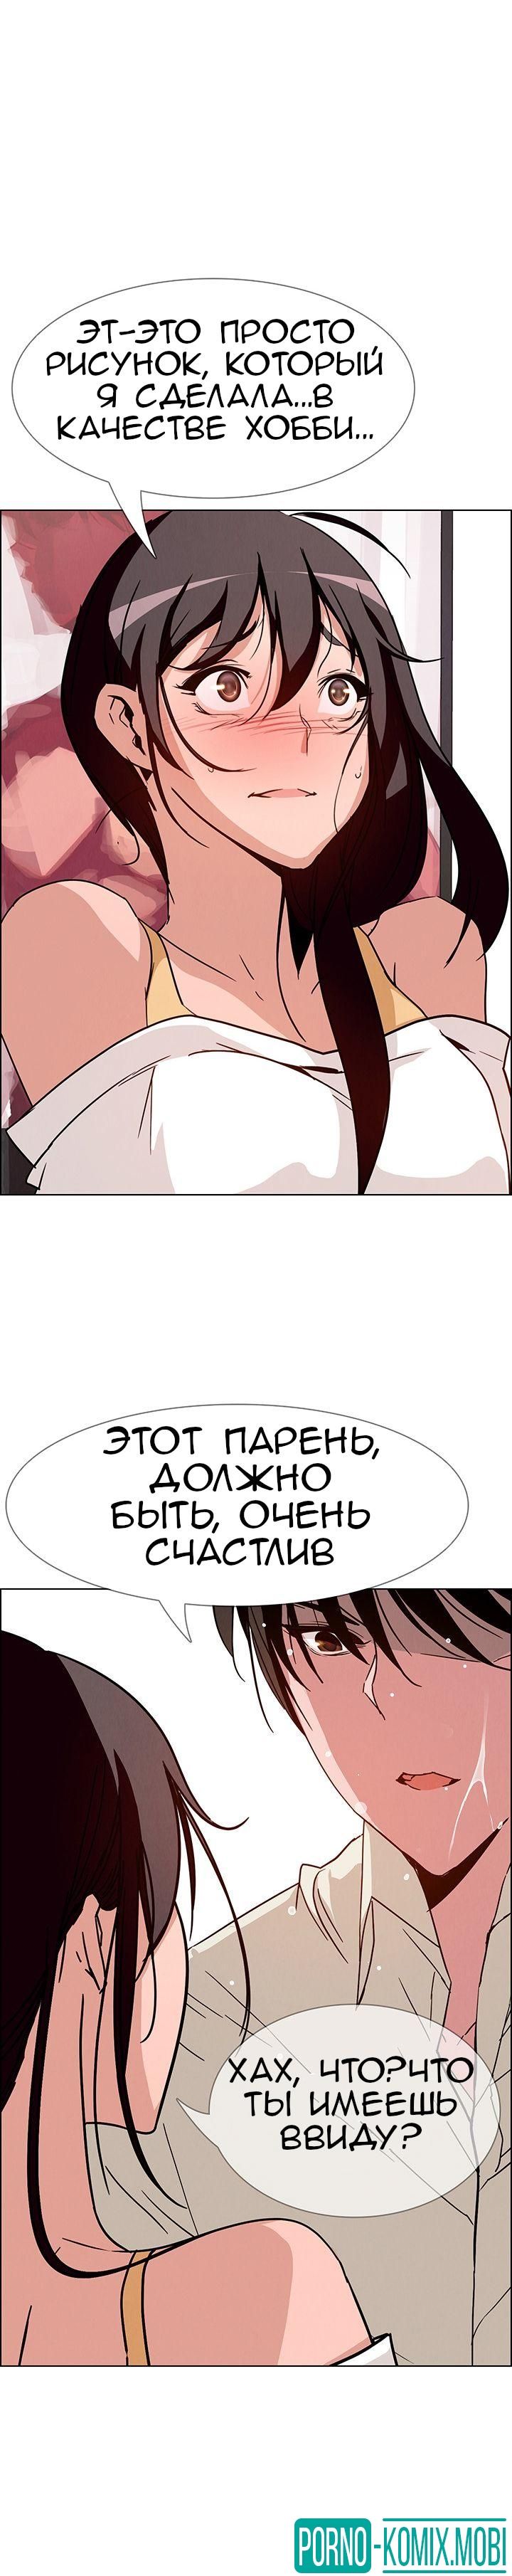 ЭТ-ЭТО ПРОСТО
РИСУНОК, КОТОРЫЙ
Я СДЕЛАЛА...В
КАЧЕСТВЕ ХОББИ...
ЭТОТ ПАРЕНЬ,
ДОЛЖНО
БЫТЬ, ОЧЕНЬ
СЧАСТЛИВ
ХАХ, ЧТО?ЧТО
ТЫ ИМЕЕШЬ
ВВИДУ?
PORNO-KOMIX.MOBI